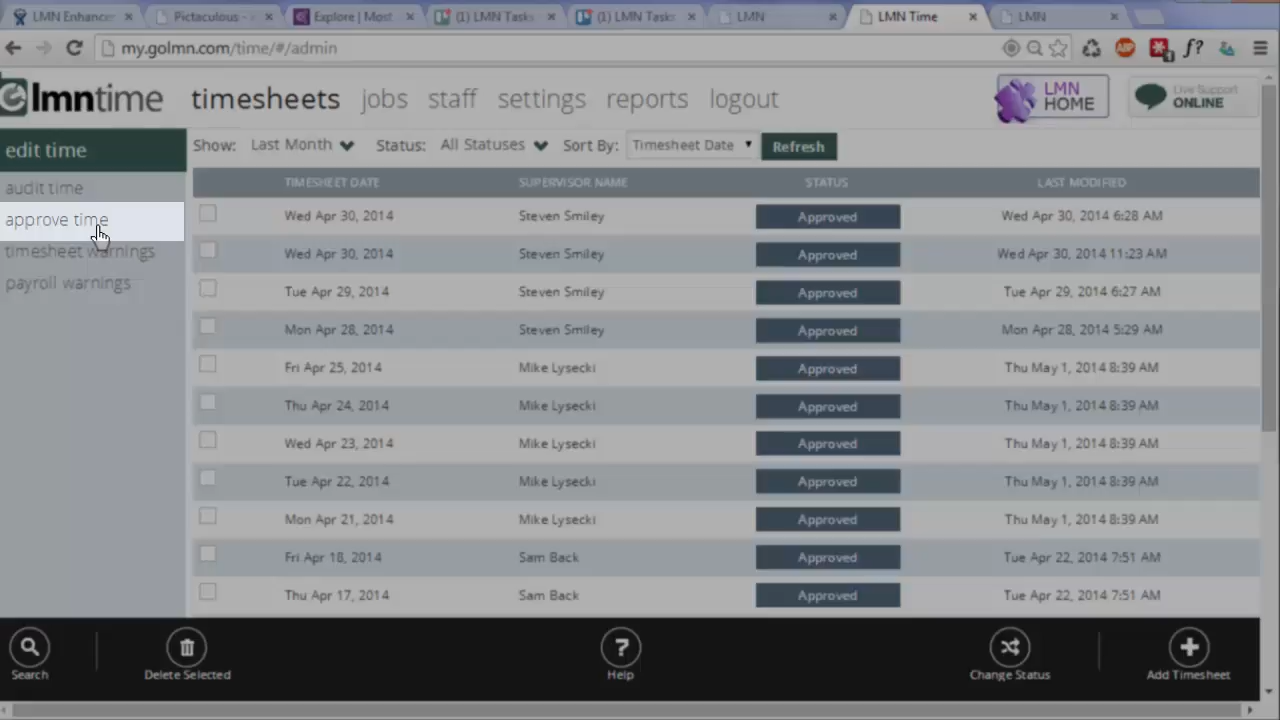 LMN Enhance
Pictaculous -
Explore | Most
(1) LMN Tasks
(1) LMN Tasks
LMN
LMN Time
LMN
my.golmn.com/time/#/admin
ABP
1
f?
lmntime timesheets jobs staff settings reports logout
LMN HOME
Live Support
ONLINE
edit time
audit time
approve time
timesheet warnings
payroll warnings
Show: Last Month Status: All Statuses Sort By: Timesheet Date Refresh
TIMESHEET DATE SUPERVISOR NAME STATUS LAST MODIFIED
Wed Apr 30, 2014 Steven Smiley Approved Wed Apr 30, 2014 6:28 AM
Wed Apr 30, 2014 Steven Smiley Approved Wed Apr 30, 2014 11:23 AM
Tue Apr 29, 2014 Steven Smiley Approved Tue Apr 29, 2014 6:27 AM
Mon Apr 28, 2014 Steven Smiley Approved Mon Apr 28, 2014 5:29 AM
Fri Apr 25, 2014 Mike Lysecki Approved Thu May 1, 2014 8:39 AM
Thu Apr 24, 2014 Mike Lysecki Approved Thu May 1, 2014 8:39 AM
Wed Apr 23, 2014 Mike Lysecki Approved Thu May 1, 2014 8:39 AM
Tue Apr 22, 2014 Mike Lysecki Approved Thu May 1, 2014 8:39 AM
Mon Apr 21, 2014 Mike Lysecki Approved Thu May 1, 2014 8:39 AM
Fri Apr 18, 2014 Sam Back Approved Tue Apr 22, 2014 7:51 AM
Thu Apr 17, 2014 Sam Back Approved Tue Apr 22, 2014 7:51 AM
Search Delete Selected Help Change Status Add Timesheet